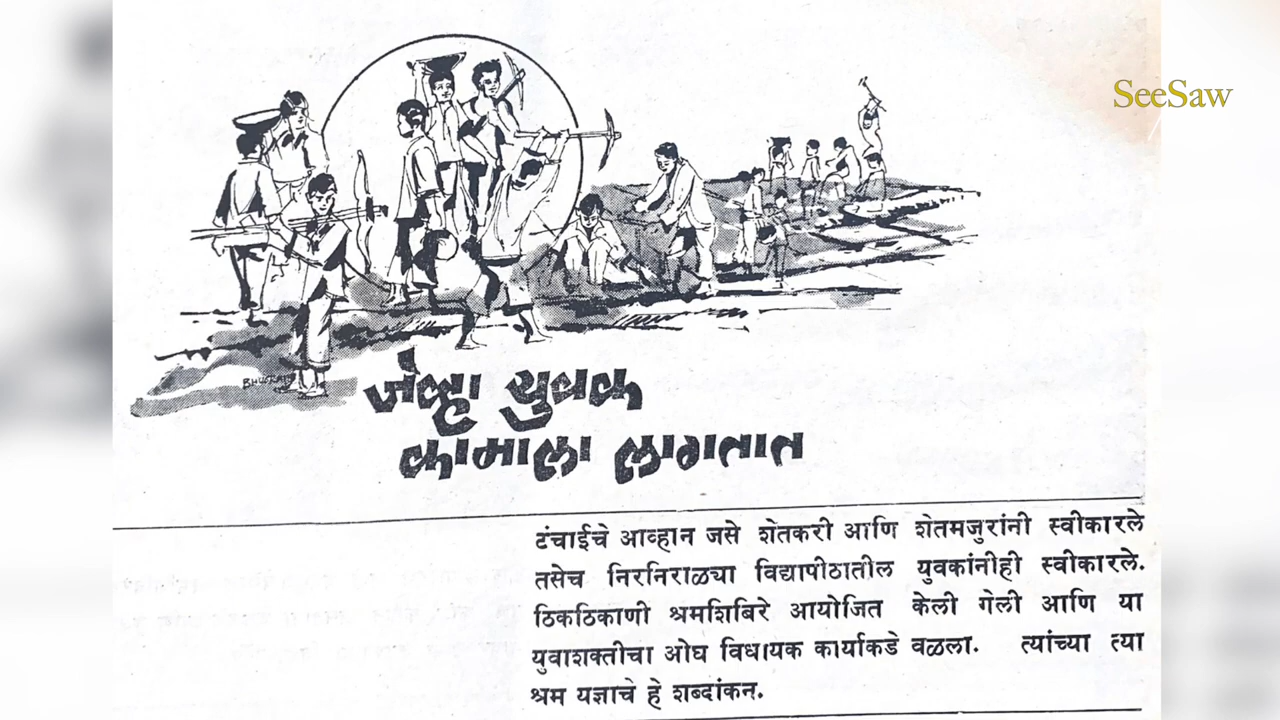 SeeSaw
जेव्हा युवक
कामाला लागतात
टंचाईचे आव्हान जसे शेतकरी आणि शेतमजुरांनी स्वीकारले
तसेच निरनिराळ्या विद्यापीठातील युवकांनीही स्वीकारले.
ठिकठिकाणी श्रमशिबिरे आयोजित केली गेली आणि या
युवाशक्तीचा ओघ विधायक कार्याकडे वळला. त्यांच्या त्या
श्रम यज्ञाचे हे शब्दांकन.